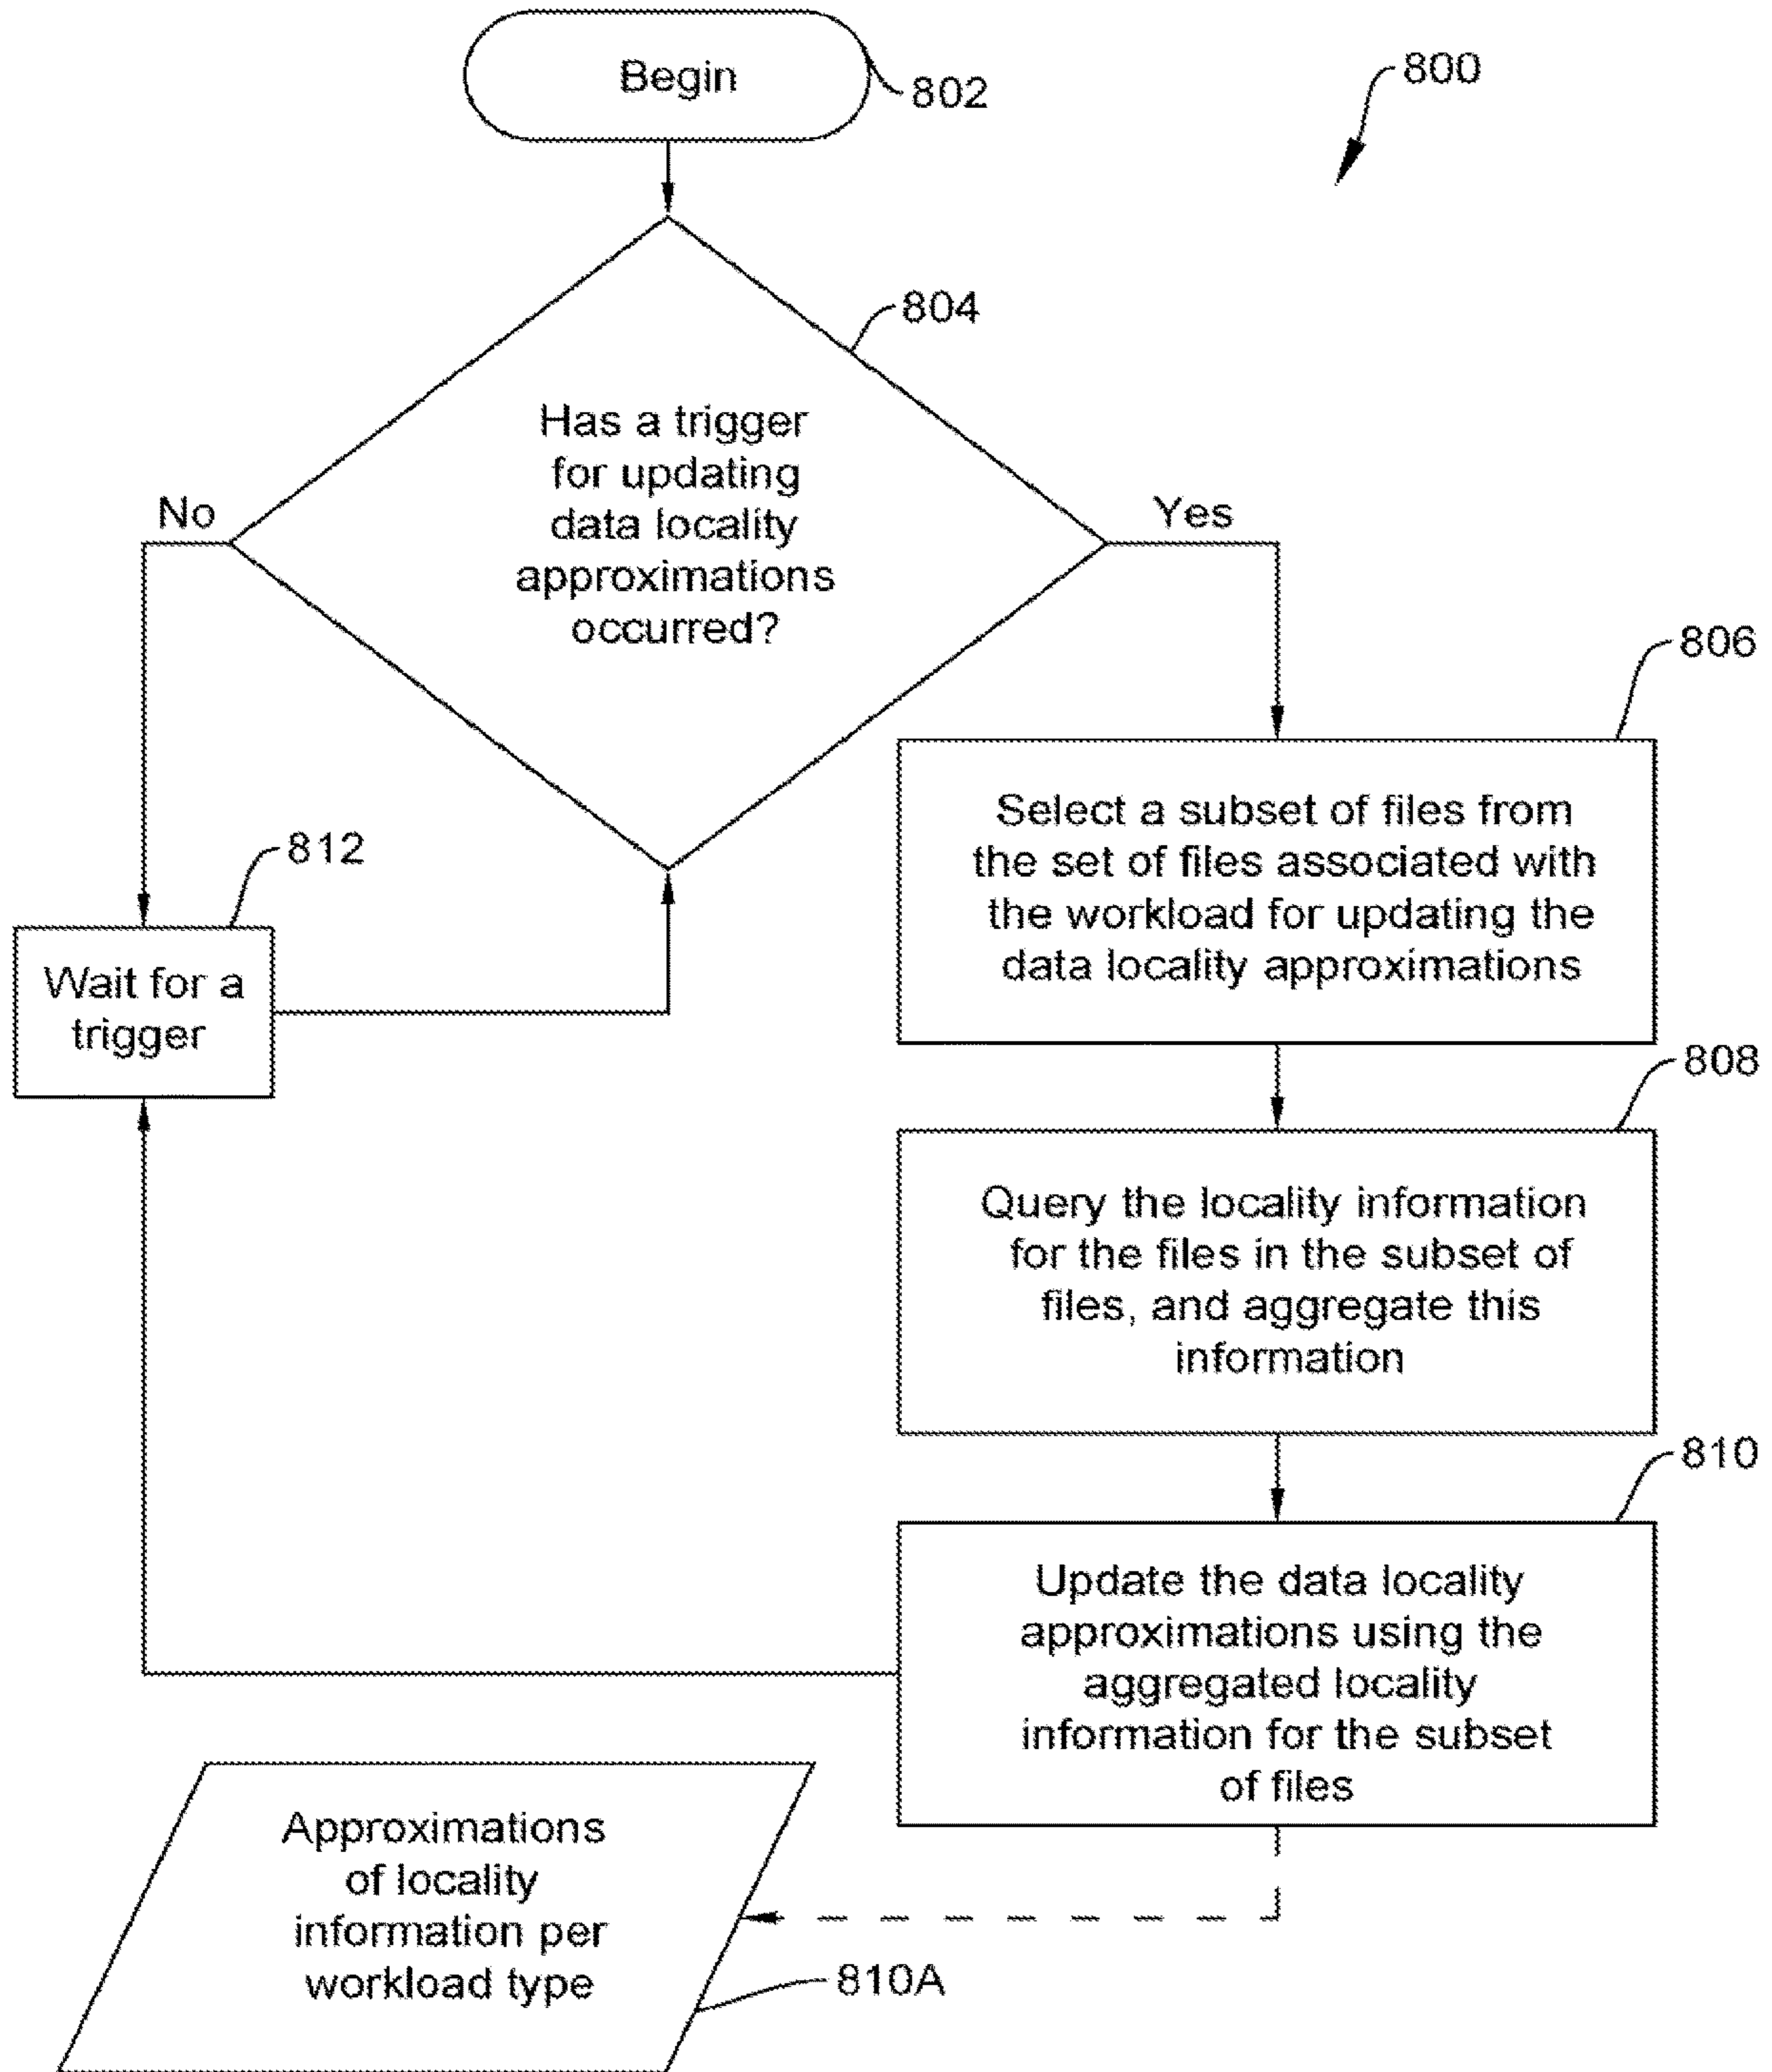 Begin
802
800
804
Has a trigger
for updating
data locality
approximations
occurred?
No
Yes
806
Select a subset of files from
the set of files associated with
the workload for updating the
data locality approximations
812
Wait for a
trigger
808
Query the locality information
for the files in the subset of
files, and aggregate this
information
810
Update the data locality
approximations using the
aggregated locality
information for the subset
of files
Approximations
of locality
information per
workload type
810A